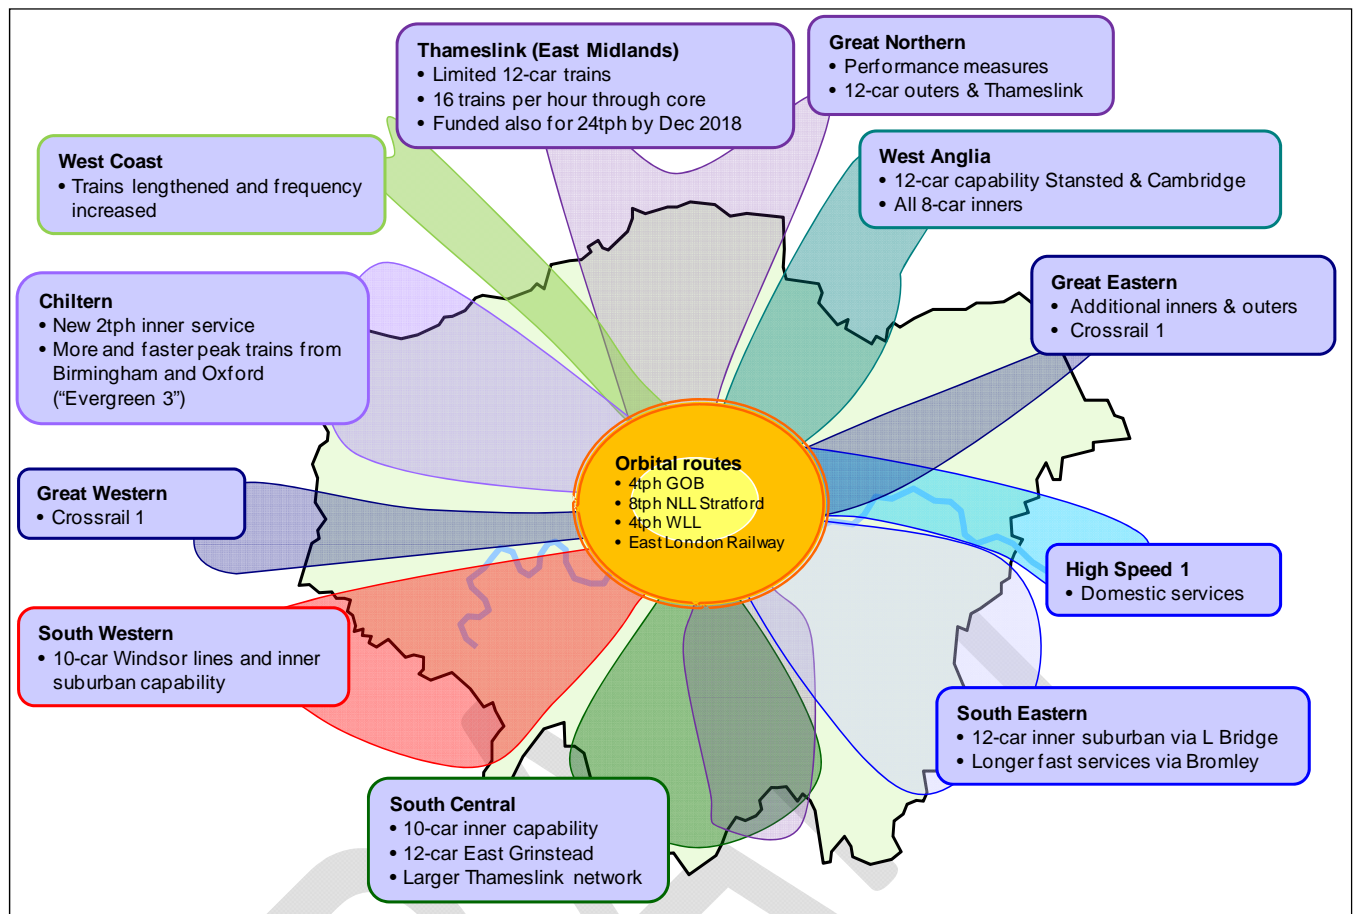 Thameslink (East Midlands)
• Limited 12-car trains
• 16 trains per hour through core
• Funded also for 24tph by Dec 2018
Great Northern
• Performance measures
• 12-car outers & Thameslink
West Coast
• Trains lengthened and frequency
increased
West Anglia
• 12-car capability Stansted & Cambridge
• All 8-car inners
Chiltern
• New 2tph inner service
• More and faster peak trains from
Birmingham and Oxford
(“Evergreen 3”)
Great Eastern
• Additional inners & outers
• Crossrail 1
Orbital routes
• 4tph GOB
• 8tph NLL Stratford
• 4tph WLL
• East London Railway
Great Western
• Crossrail 1
High Speed 1
• Domestic services
South Western
• 10-car Windsor lines and inner
suburban capability
South Eastern
• 12-car inner suburban via L Bridge
• Longer fast services via Bromley
South Central
• 10-car inner capability
• 12-car East Grinstead
• Larger Thameslink network